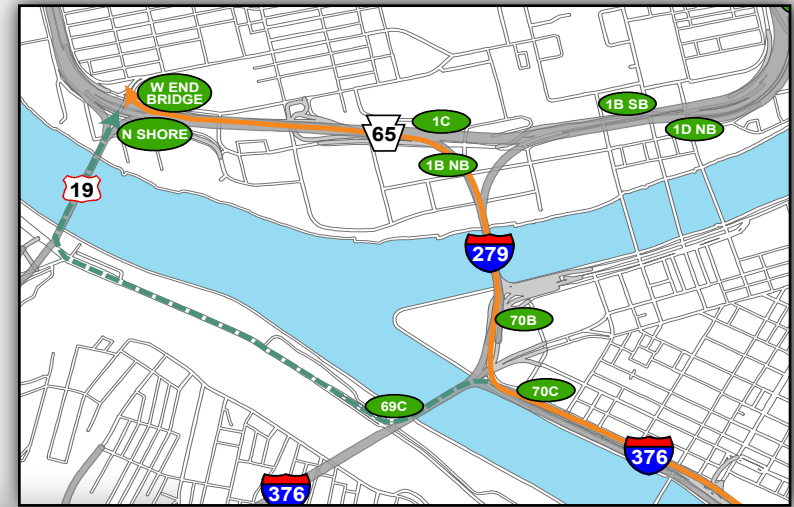 W END
BRIDGE
N SHORE
65
1C
1B SB
1D NB
1B NB
19
279
70B
70C
69C
376
376